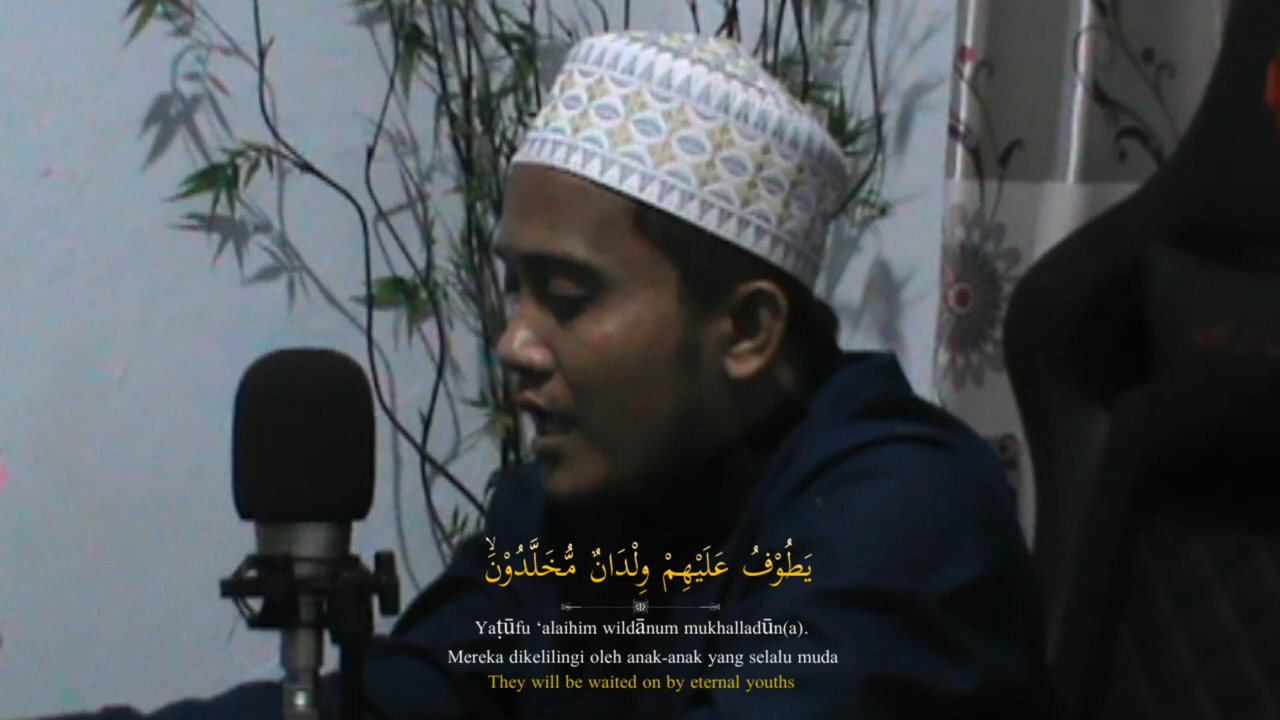 يَطُوْفُ عَلَيْهِمْ وِلْدَانٌ مُّخَلَّدُوْنَۙ
Yaṭūfu ‘alaihim wildānum mukhalladūn(a).
Mereka dikelilingi oleh anak-anak yang selalu muda
They will be waited on by eternal youths